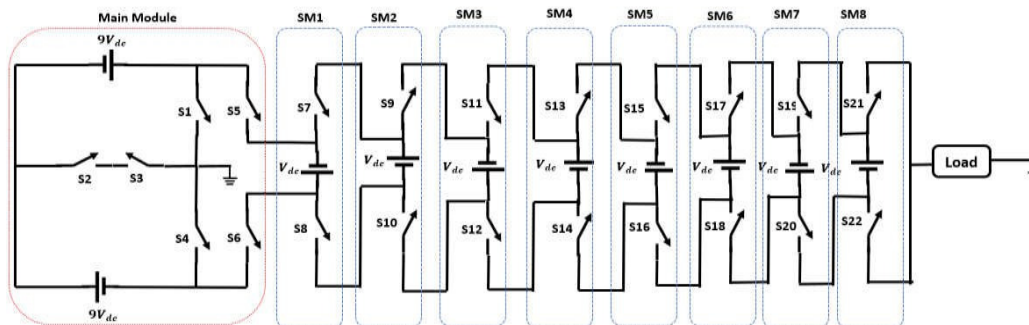 Main Module
SM1
SM2
SM3
SM4
SM5
SM6
SM7
SM8
9V_dc
S1
S5
S7
S9
S11
S13
S15
S17
S19
S21
S2
S3
V_dc
V_dc
V_dc
V_dc
V_dc
V_dc
V_dc
V_dc
Load
S4
S6
S8
S10
S12
S14
S16
S18
S20
S22
9V_dc